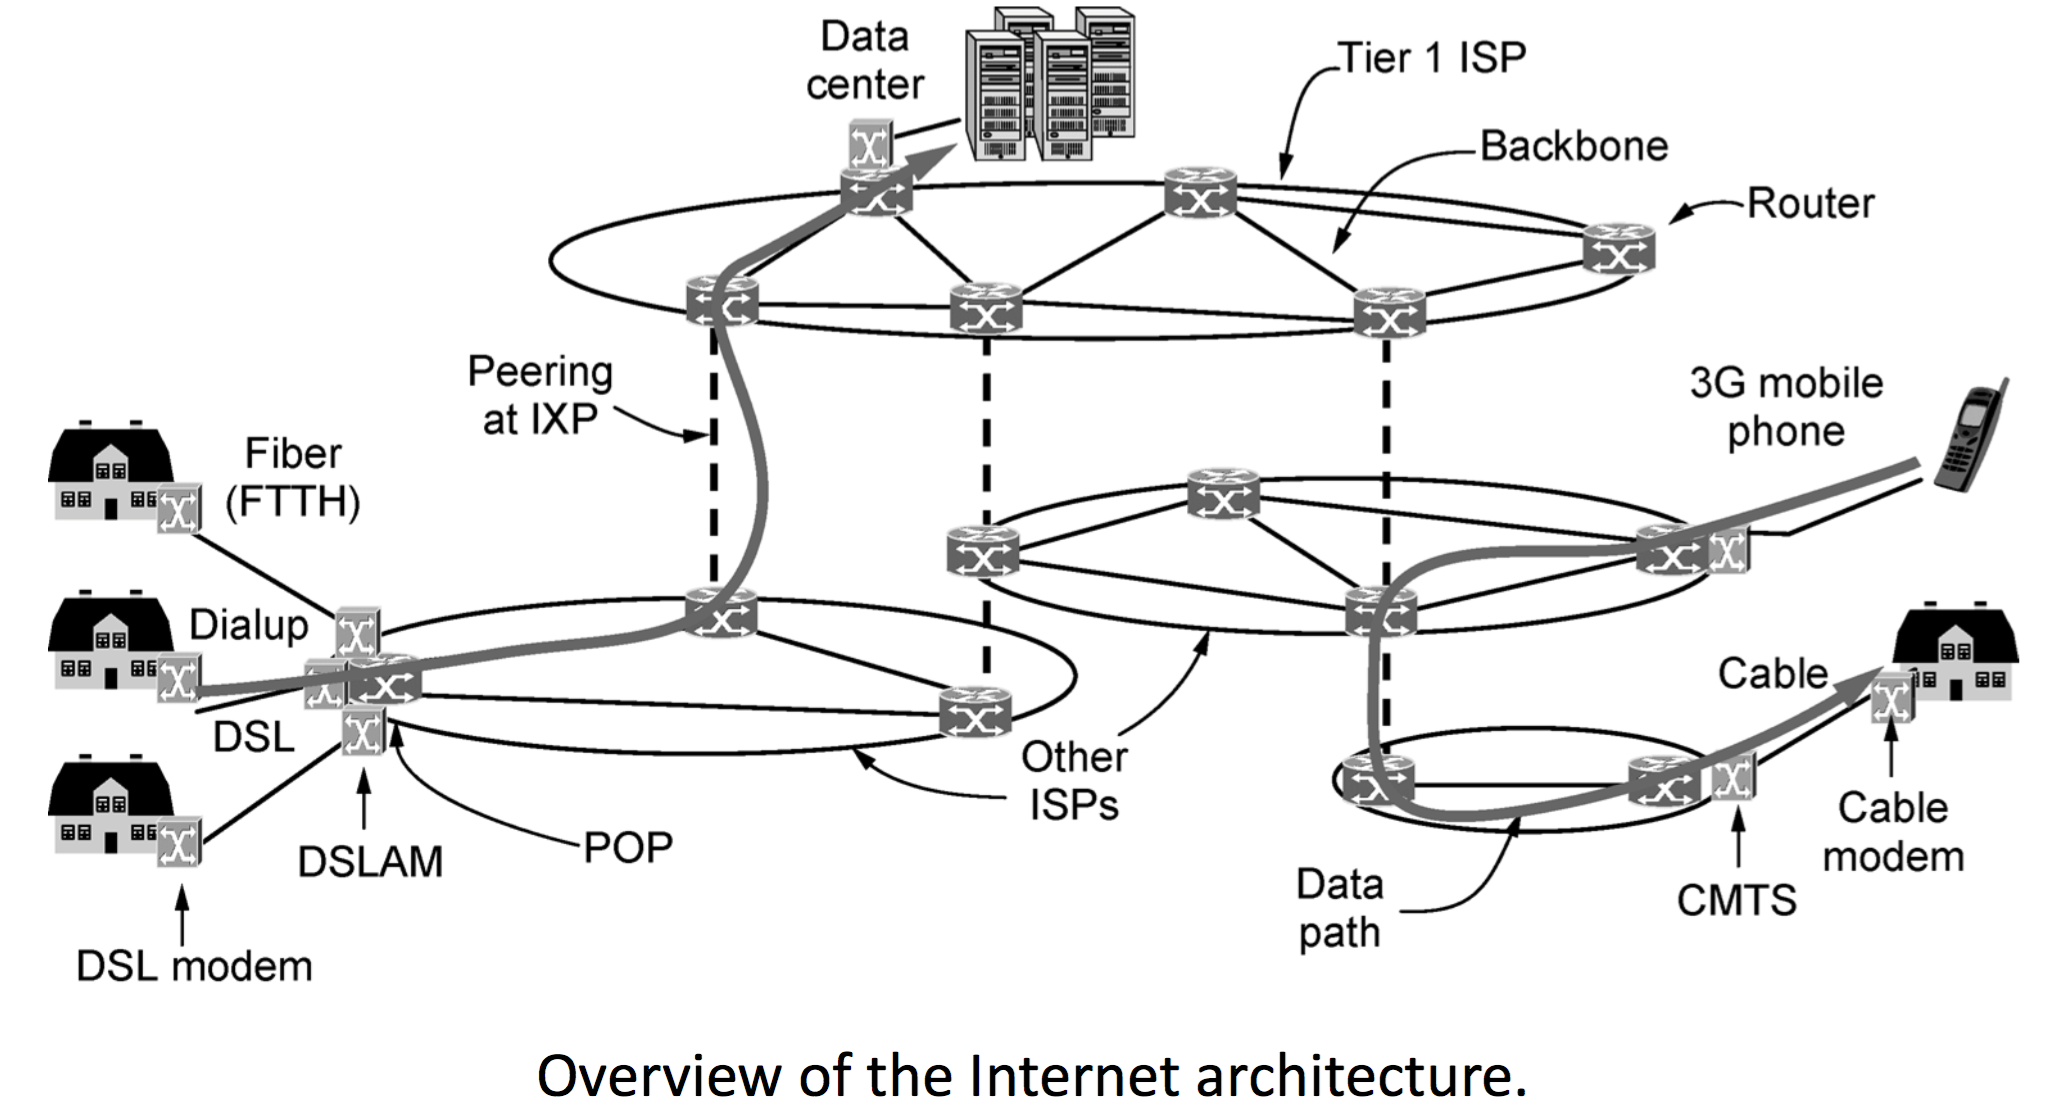 Data
center
Tier 1 ISP
Backbone
Router
Peering
at IXP
3G mobile
phone
Fiber
(FTTH)
Dialup
DSL
Cable
Other
ISPs
POP
DSLAM
Cable
modem
Data
path
CMTS
DSL modem
Overview of the Internet architecture.